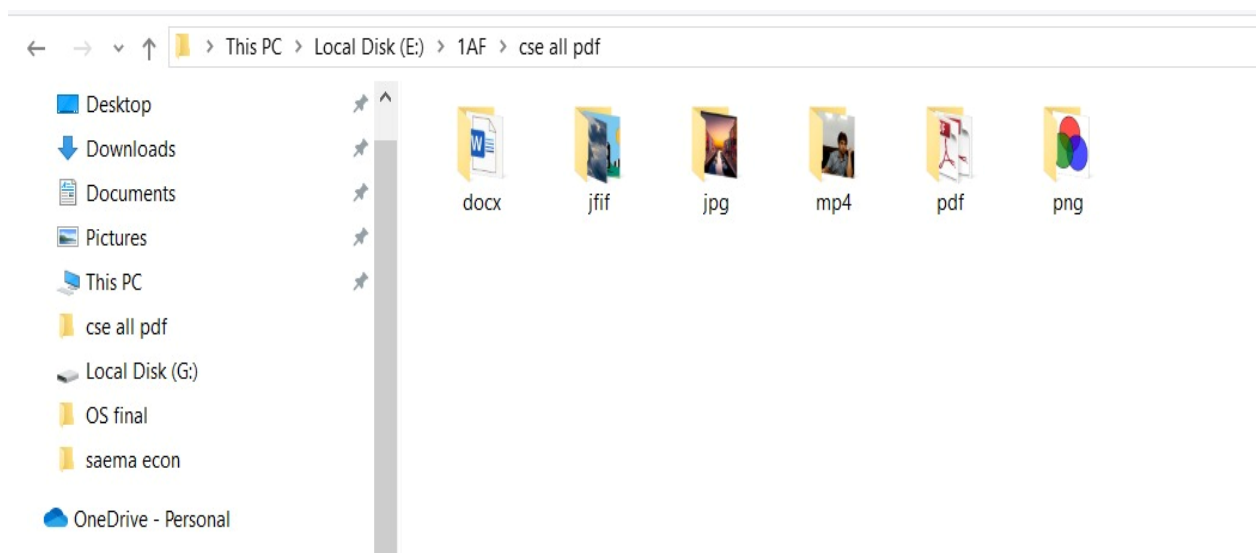 This PC > Local Disk (E:) > 1AF > cse all pdf
Desktop
Downloads
Documents
Pictures
This PC
cse all pdf
Local Disk (G:)
OS final
saema econ
OneDrive - Personal
docx jfif jpg mp4 pdf png